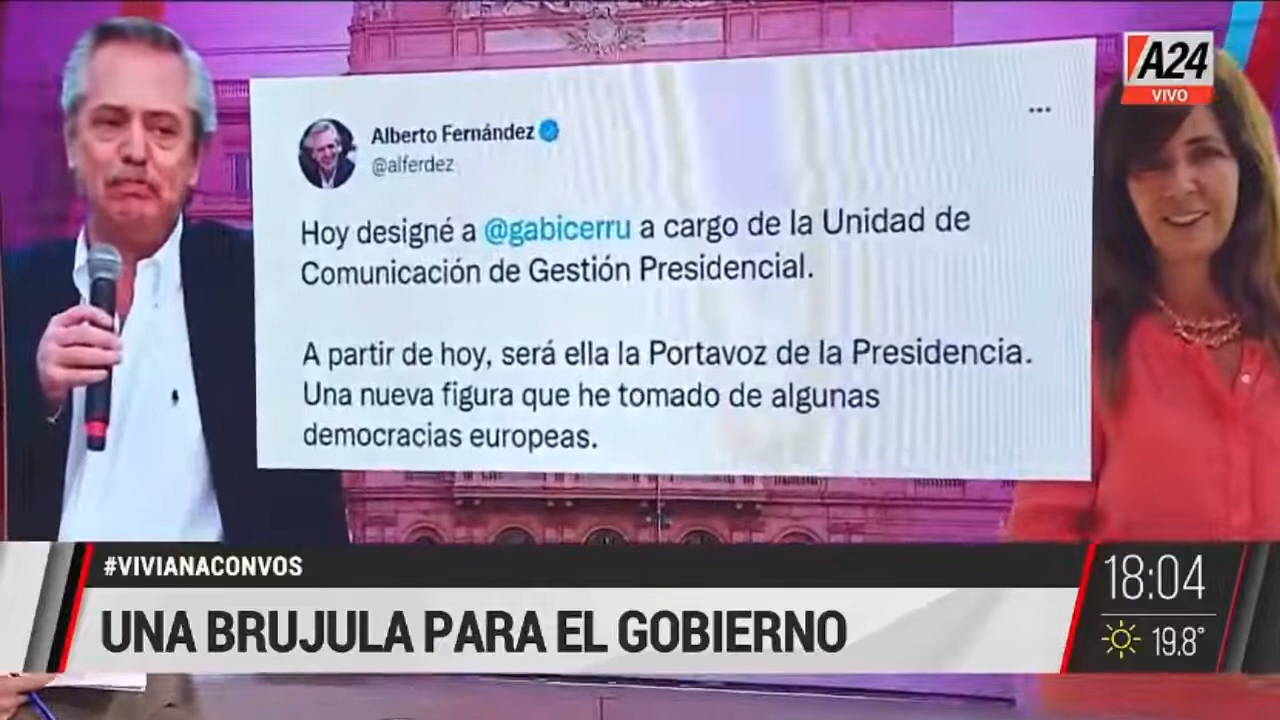 A24
VIVO
Alberto Fernández
@alferdez
Hoy designé a @gabicerru a cargo de la Unidad de
Comunicación de Gestión Presidencial.
A partir de hoy, será ella la Portavoz de la Presidencia.
Una nueva figura que he tomado de algunas
democracias europeas.
#VIVIANACONVOS
UNA BRUJULA PARA EL GOBIERNO
18:04
19.8°